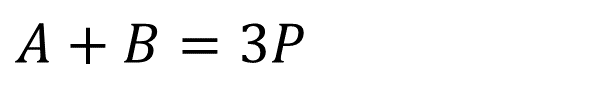 A + B = 3P